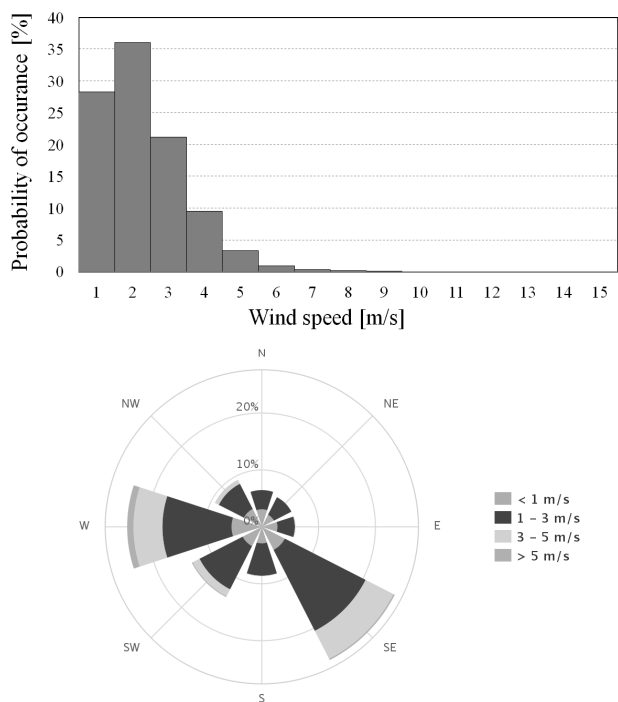 Probability of occurance [%]
40
35
30
25
20
15
10
5
0
1 2 3 4 5 6 7 8 9 10 11 12 13 14 15
Wind speed [m/s]
N
NW NE
20%
10%
0%
W E
SW SE
S
< 1 m/s
1 – 3 m/s
3 – 5 m/s
> 5 m/s